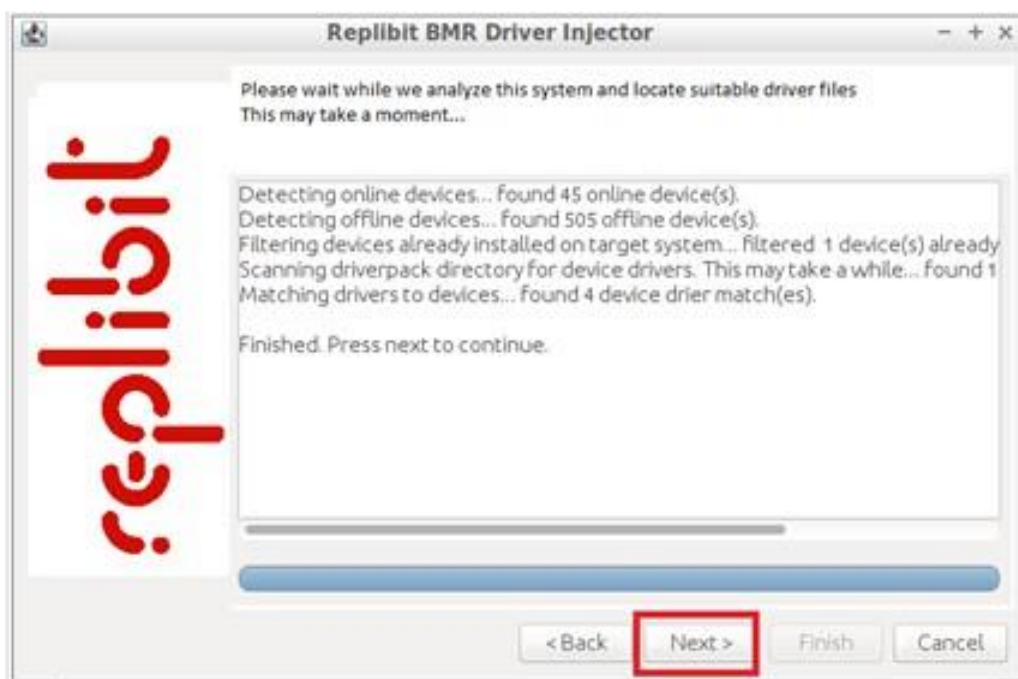 Replibit BMR Driver Injector
Please wait while we analyze this system and locate suitable driver files
This may take a moment...
replibit
Detecting online devices... found 45 online device(s).
Detecting offline devices... found 505 offline device(s).
Filtering devices already installed on target system... filtered 1 device(s) already
Scanning driverpack directory for device drivers. This may take a while... found 1
Matching drivers to devices... found 4 device drier match(es).
Finished. Press next to continue.
< Back Next > Finish Cancel